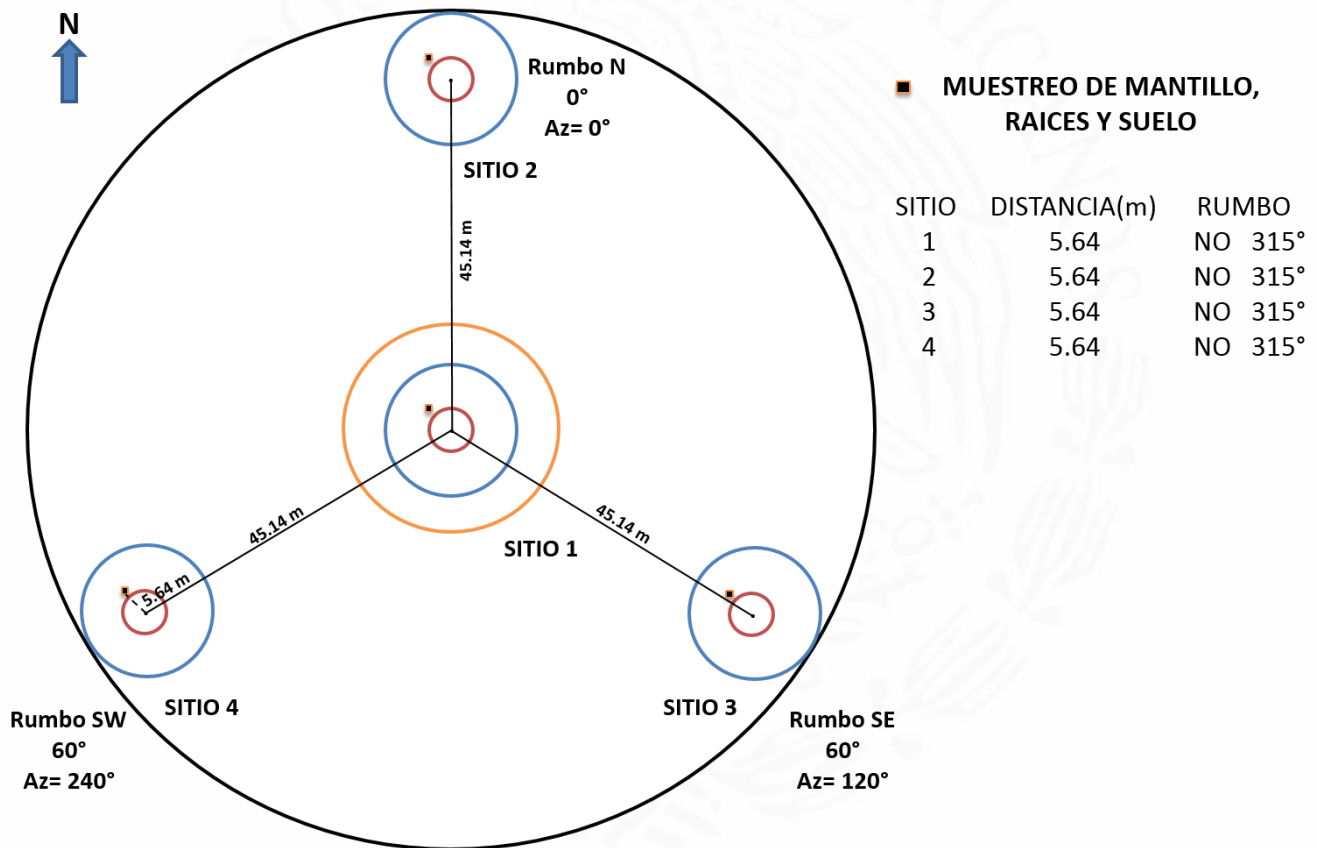 N
Rumbo N
0°
Az= 0°
SITIO 2
45.14 m
SITIO 1
45.14 m
45.14 m
5.64 m
SITIO 4
SITIO 3
Rumbo SW
60°
Az= 240°
Rumbo SE
60°
Az= 120°
MUESTREO DE MANTILLO,
RAICES Y SUELO
SITIO DISTANCIA(m) RUMBO
1 5.64 NO 315°
2 5.64 NO 315°
3 5.64 NO 315°
4 5.64 NO 315°